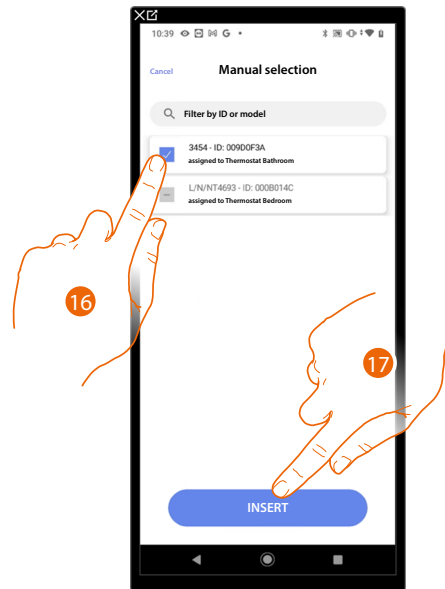 10:39 G
Cancel
Manual selection
Filter by ID or model
3454 - ID: 009D0F3A
assigned to Thermostat Bathroom
L/N/NT4693 - ID: 000B014C
assigned to Thermostat Bedroom
16
17
INSERT